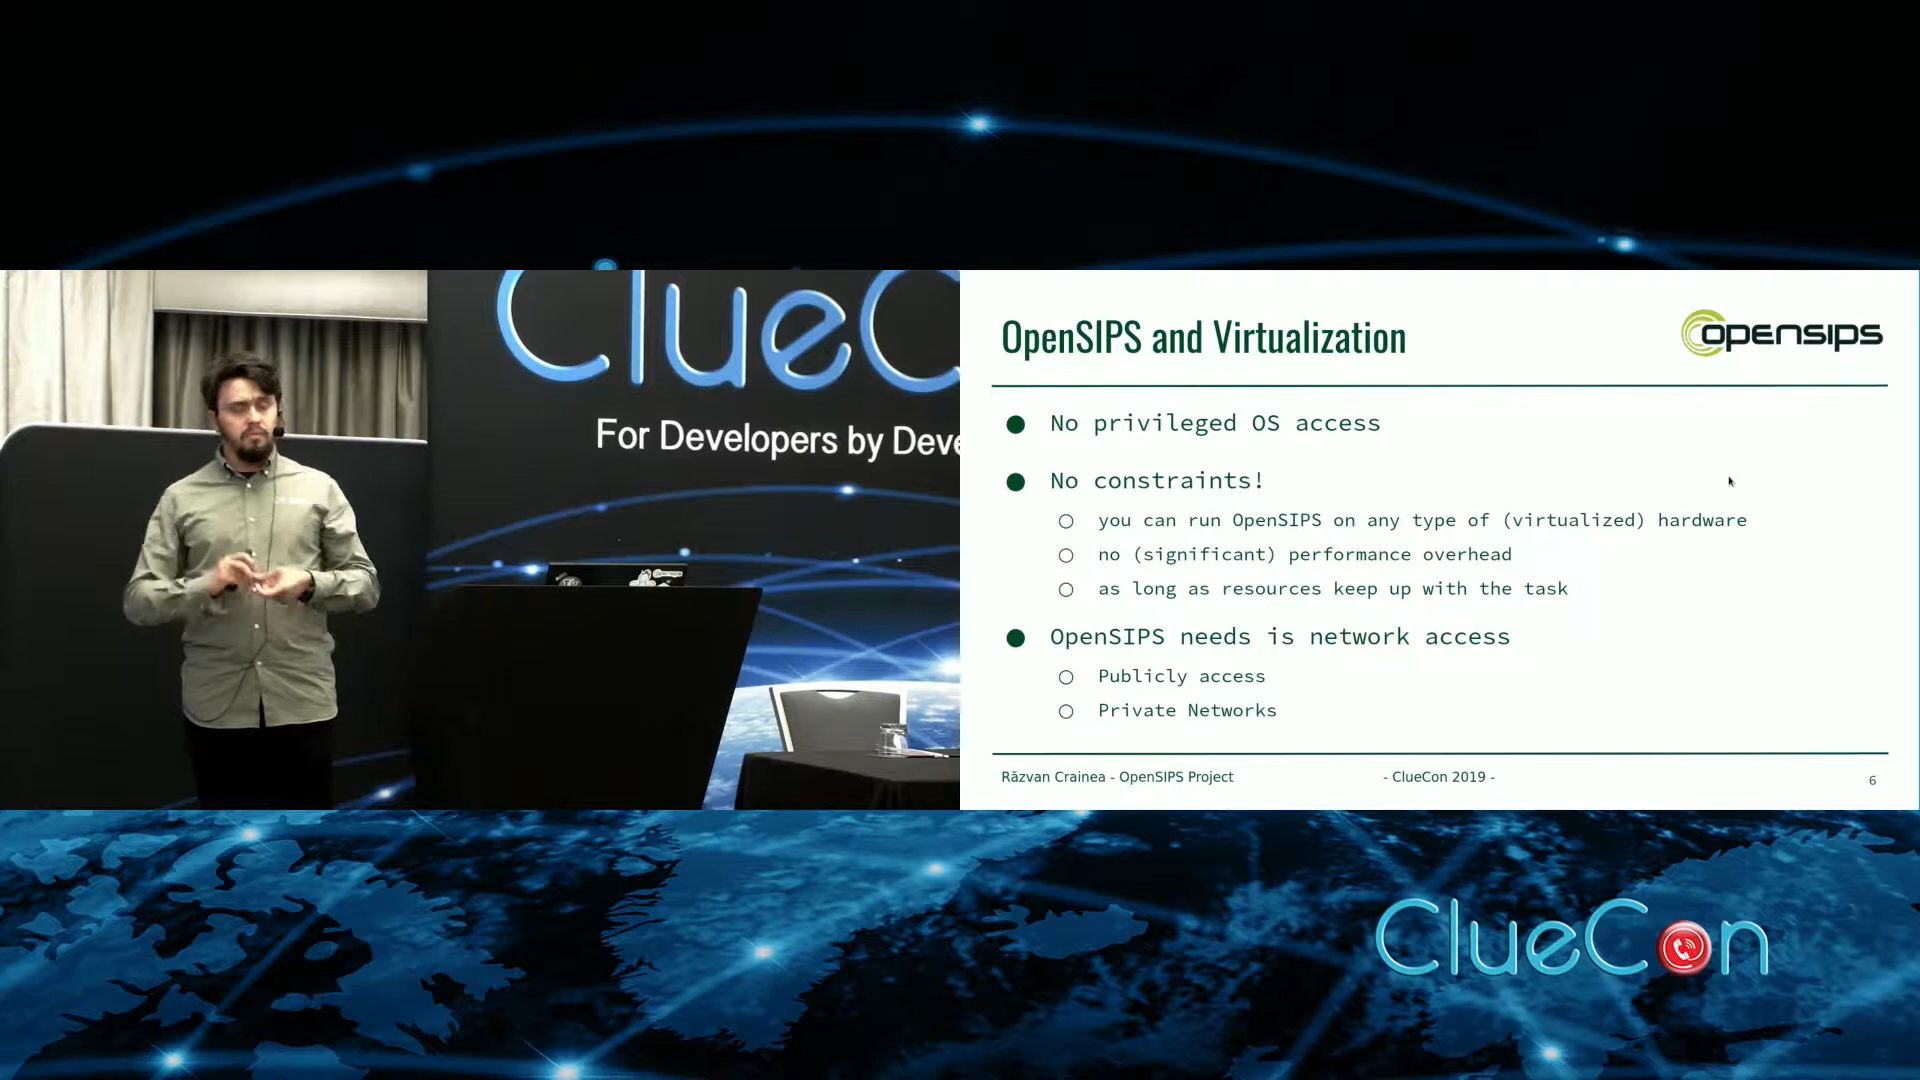 ClueC
For Developers by Deve
OpenSIPS and Virtualization
opensips
No privileged OS access
No constraints!
you can run OpenSIPS on any type of (virtualized) hardware
no (significant) performance overhead
as long as resources keep up with the task
OpenSIPS needs is network access
Publicly access
Private Networks
Răzvan Crainea - OpenSIPS Project
- ClueCon 2019 -
6
ClueCon